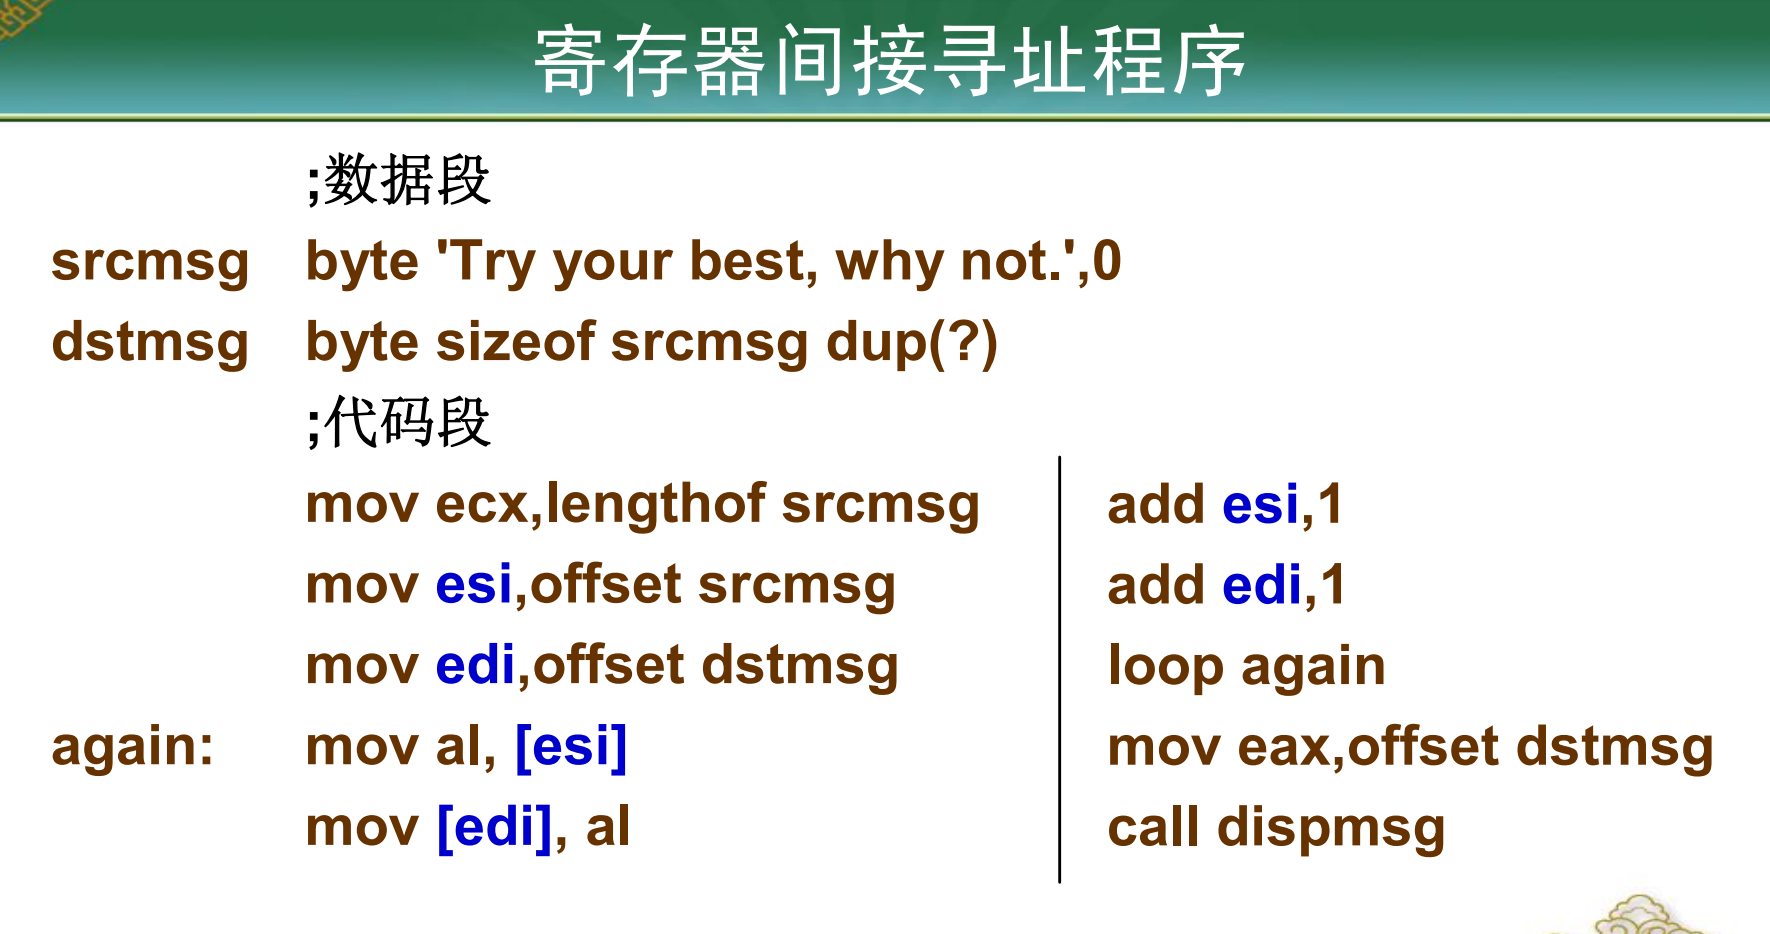 寄存器间接寻址程序
;数据段
srcmsg byte 'Try your best, why not.',0
dstmsg byte sizeof srcmsg dup(?)
;代码段
mov ecx,lengthof srcmsg
mov esi,offset srcmsg
mov edi,offset dstmsg
again: mov al, [esi]
mov [edi], al
add esi,1
add edi,1
loop again
mov eax,offset dstmsg
call dispmsg